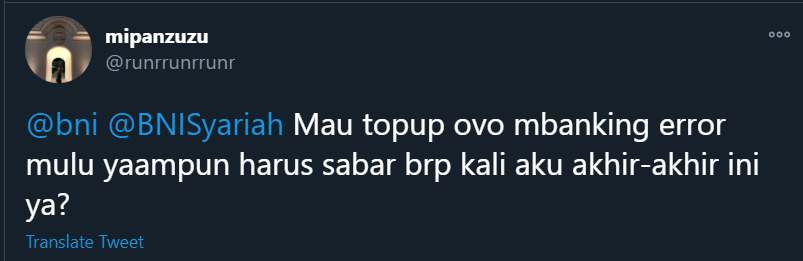 mipanzuzu
@runrrunrrunr
@bni @BNISyariah Mau topup ovo mbanking error
mulu yaampun harus sabar brp kali aku akhir-akhir ini
ya?
Translate Tweet